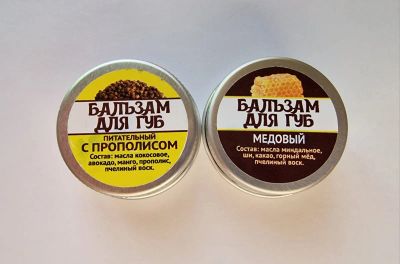 БАЛЬЗАМ
ДЛЯ ГУБ
ПИТАТЕЛЬНЫЙ
С ПРОПОЛИСОМ
Состав: масла кокосовое,
авокадо, манго, прополис,
пчелиный воск.
БАЛЬЗАМ
ДЛЯ ГУБ
МЕДОВЫЙ
Состав: масла миндальное,
ши, какао, горный мёд,
пчелиный воск.